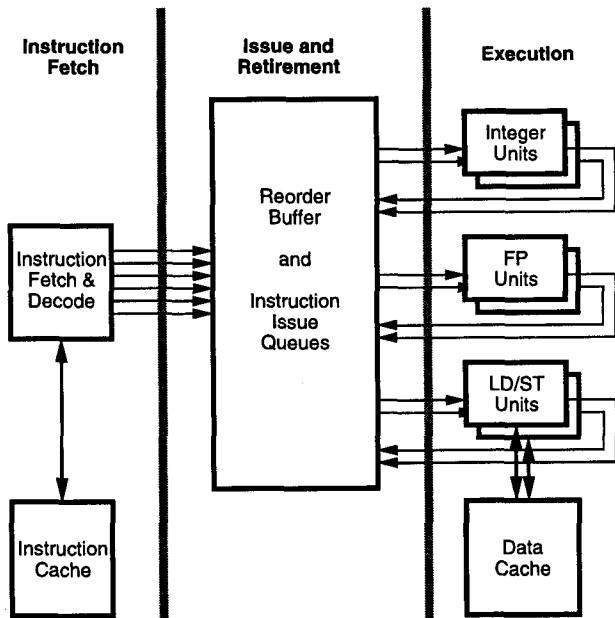 Instruction
Fetch
Issue and
Retirement
Execution
Integer
Units
Reorder
Buffer
and
Instruction
Issue
Queues
Instruction
Fetch &
Decode
FP
Units
LD/ST
Units
Instruction
Cache
Data
Cache